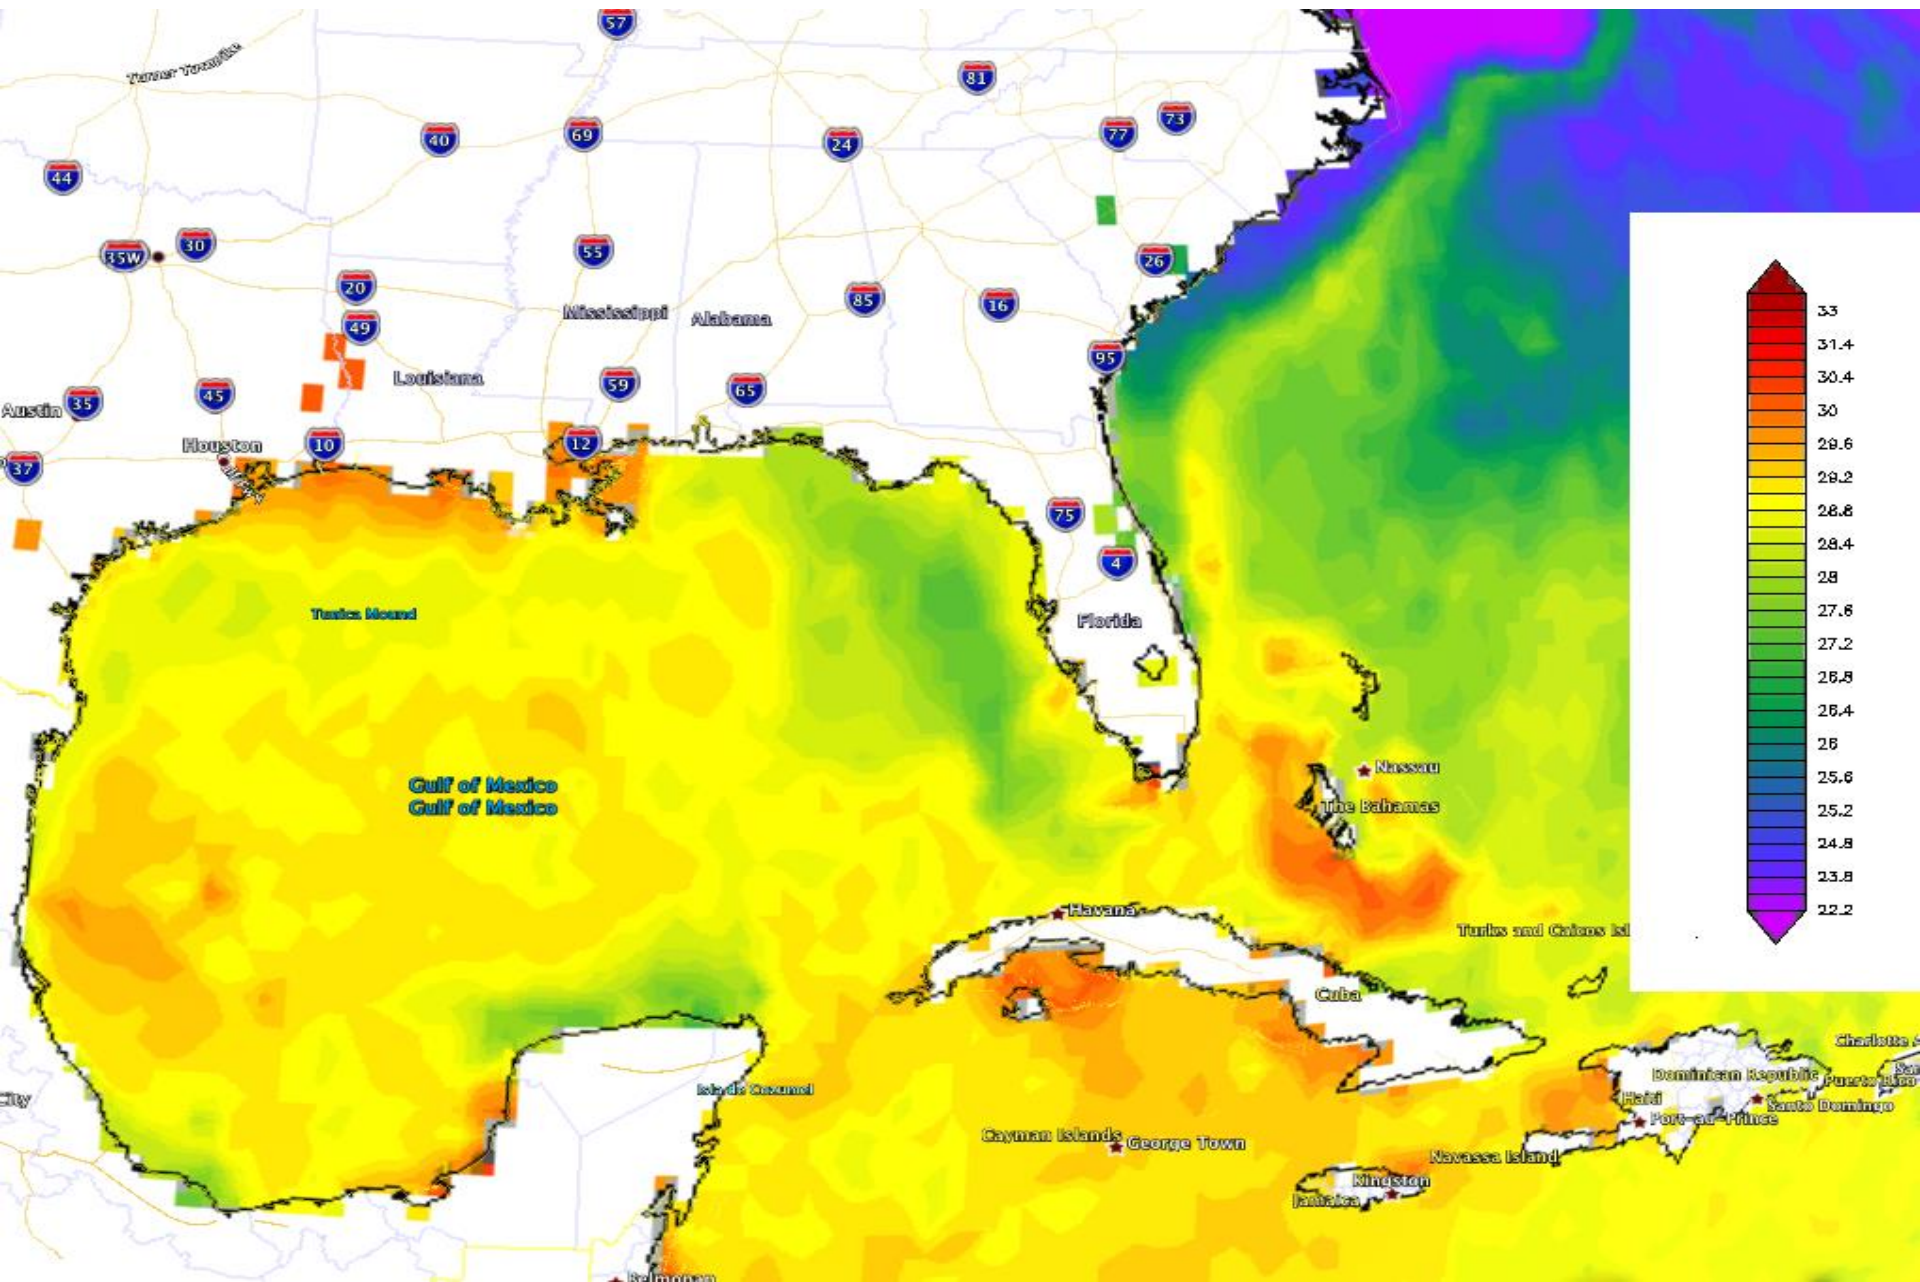 57
Turner Turnpike
81
73
77
40
69
24
44
35W
30
55
26
20
85
16
49
Mississippi
Alabama
95
Louisiana
59
65
45
Austin
35
Houston
10
12
37
75
4
Tunica Mound
Florida
Gulf of Mexico
Gulf of Mexico
Nassau
The Bahamas
Havana
Turks and Caicos Isl
Cuba
Charlotte A
San
Isla de Cozumel
Dominican Republic
Puerto Rico
City
Haiti
Santo Domingo
Port-au-Prince
Cayman Islands
George Town
Navassa Island
Kingston
Jamaica
Belmopan
33
31.4
30.4
30
29.6
29.2
28.8
28.4
28
27.6
27.2
26.8
26.4
26
25.6
25.2
24.8
23.8
22.2